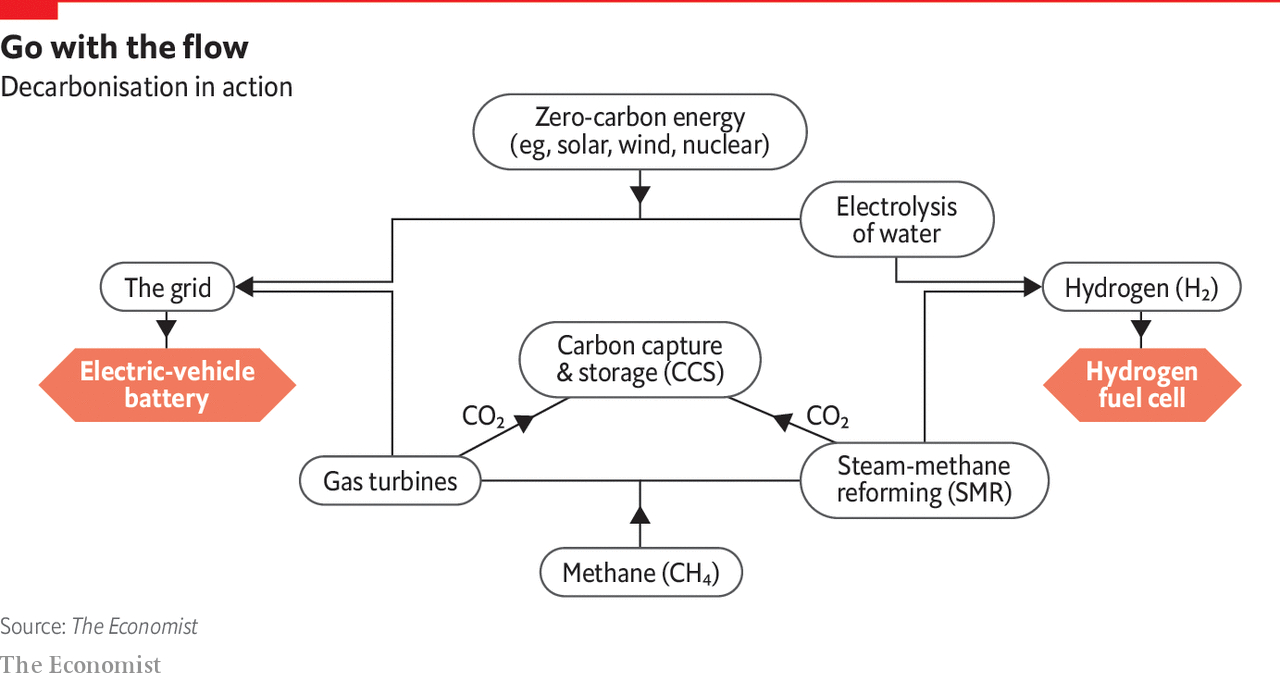 Go with the flow
Decarbonisation in action
Zero-carbon energy
(eg, solar, wind, nuclear)
Electrolysis
of water
The grid
Hydrogen (H₂)
Electric-vehicle
battery
Carbon capture
& storage (CCS)
Hydrogen
fuel cell
CO₂
CO₂
Gas turbines
Steam-methane
reforming (SMR)
Methane (CH₄)
Source: The Economist
The Economist